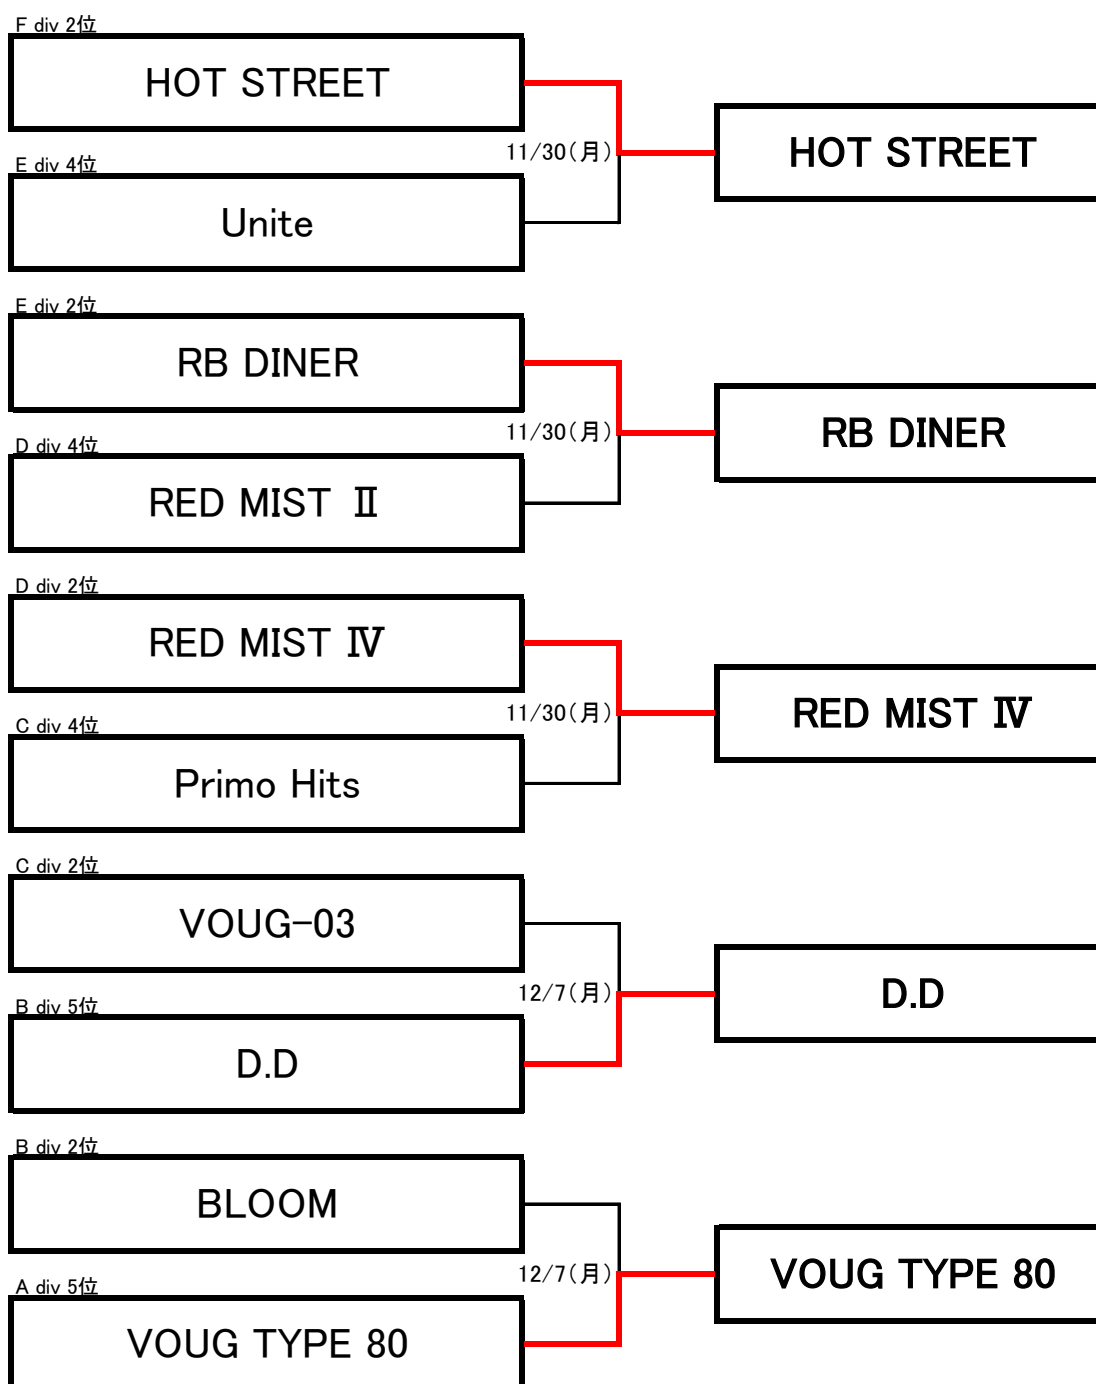 F div 2位
HOT STREET
11/30(月)
HOT STREET
E div 4位
Unite
E div 2位
RB DINER
11/30(月)
RB DINER
D div 4位
RED MIST Ⅱ
D div 2位
RED MIST Ⅳ
11/30(月)
RED MIST Ⅳ
C div 4位
Primo Hits
C div 2位
VOUG-03
12/7(月)
D.D
B div 5位
D.D
B div 2位
BLOOM
12/7(月)
VOUG TYPE 80
A div 5位
VOUG TYPE 80